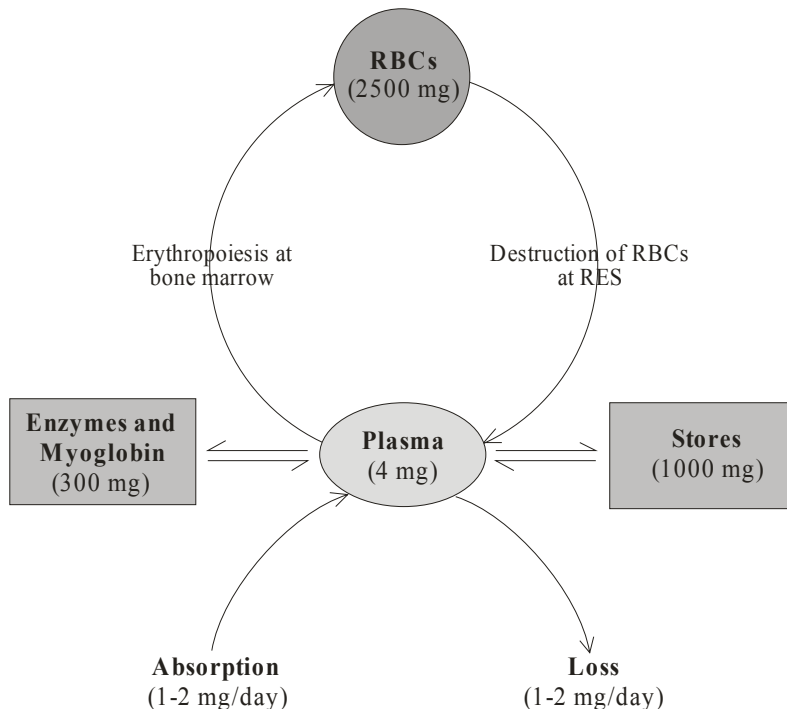 RBCs
(2500 mg)
Erythropoiesis at
bone marrow
Destruction of RBCs
at RES
Enzymes and
Myoglobin
(300 mg)
Plasma
(4 mg)
Stores
(1000 mg)
Absorption
(1-2 mg/day)
Loss
(1-2 mg/day)